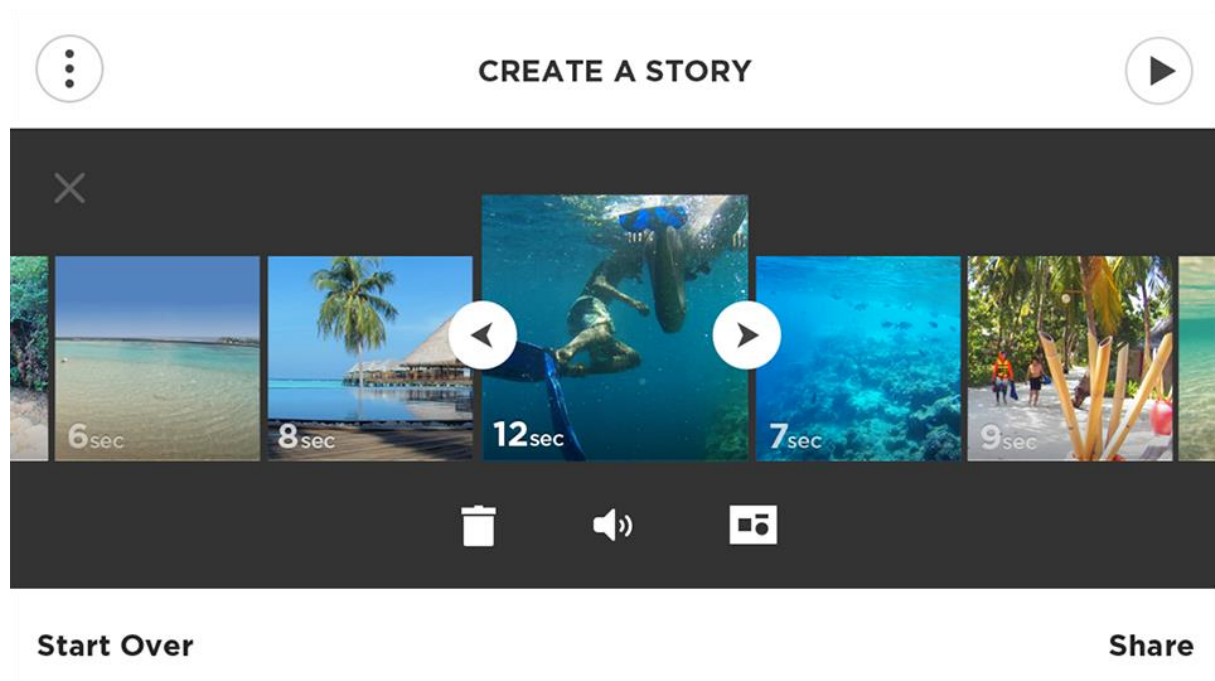 CREATE A STORY
6sec
8sec
12sec
7sec
9sec
Start Over
Share